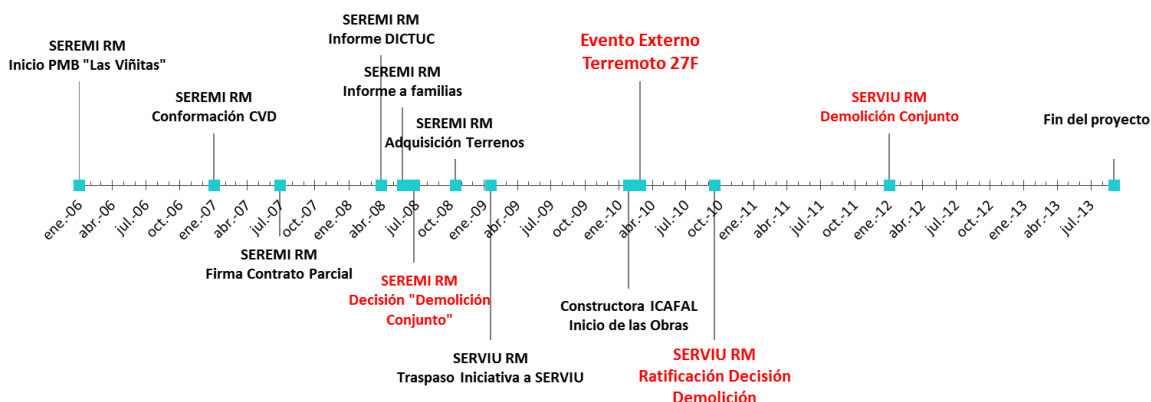 SEREMI RM
Inicio PMB "Las Viñitas"
SEREMI RM
Conformación CVD
SEREMI RM
Firma Contrato Parcial
SEREMI RM
Informe DICTUC
SEREMI RM
Informe a familias
SEREMI RM
Decisión "Demolición
Conjunto"
SEREMI RM
Adquisición Terrenos
SERVIU RM
Traspaso Iniciativa a SERVIU
Constructora ICAFAL
Inicio de las Obras
Evento Externo
Terremoto 27F
SERVIU RM
Ratificación Decisión
Demolición
SERVIU RM
Demolición Conjunto
Fin del proyecto
ene.-06
abr.-06
jul.-06
oct.-06
ene.-07
abr.-07
jul.-07
oct.-07
ene.-08
abr.-08
jul.-08
oct.-08
ene.-09
abr.-09
jul.-09
oct.-09
ene.-10
abr.-10
jul.-10
oct.-10
ene.-11
abr.-11
jul.-11
oct.-11
ene.-12
abr.-12
jul.-12
oct.-12
ene.-13
abr.-13
jul.-13